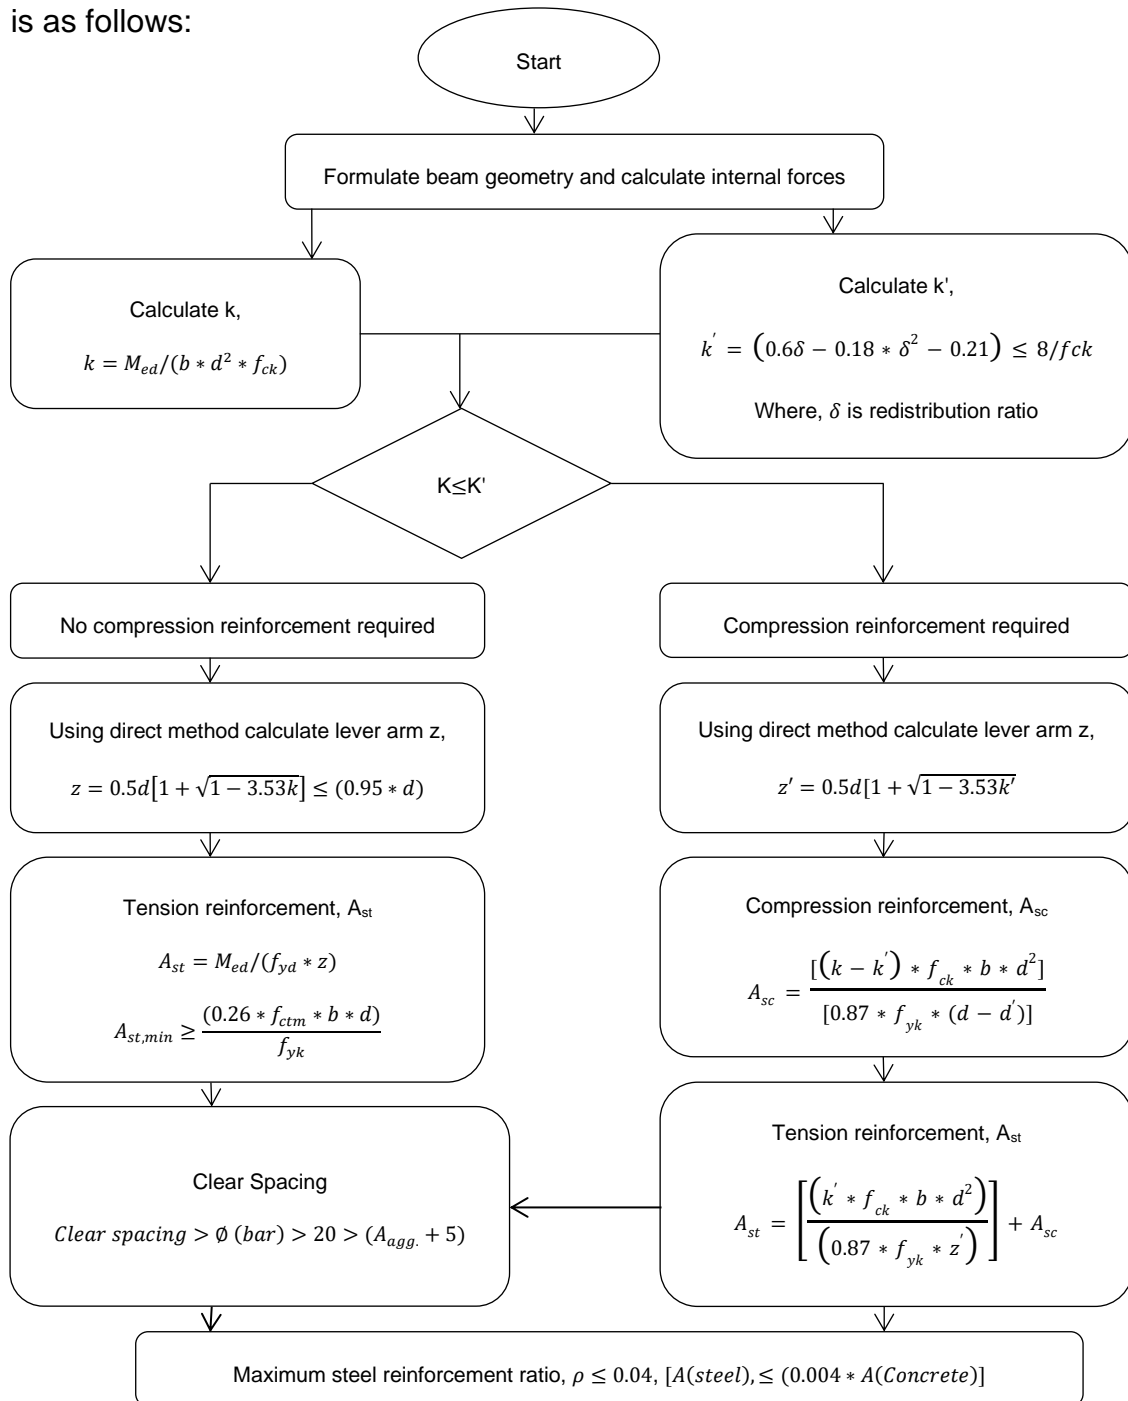 is as follows:
Start
Formulate beam geometry and calculate internal forces
Calculate k,
k = M_ed/(b * d² * f_ck)
Calculate k',
k′ = (0.6δ − 0.18 * δ² − 0.21) ≤ 8/fck
Where, δ is redistribution ratio
K≤K'
No compression reinforcement required
Compression reinforcement required
Using direct method calculate lever arm z,
z = 0.5d[1 + √(1 − 3.53k)] ≤ (0.95 * d)
Using direct method calculate lever arm z,
z′ = 0.5d[1 + √(1 − 3.53k′)
Tension reinforcement, A_st
A_st = M_ed/(f_yd * z)
A_st,min ≥ (0.26 * f_ctm * b * d) / f_yk
Compression reinforcement, A_sc
A_sc = [(k − k′) * f_ck * b * d²] / [0.87 * f_yk * (d − d′)]
Clear Spacing
Clear spacing > ∅ (bar) > 20 > (A_agg. + 5)
Tension reinforcement, A_st
A_st = [(k′ * f_ck * b * d²) / (0.87 * f_yk * z′)] + A_sc
Maximum steel reinforcement ratio, ρ ≤ 0.04, [A(steel), ≤ (0.004 * A(Concrete)]